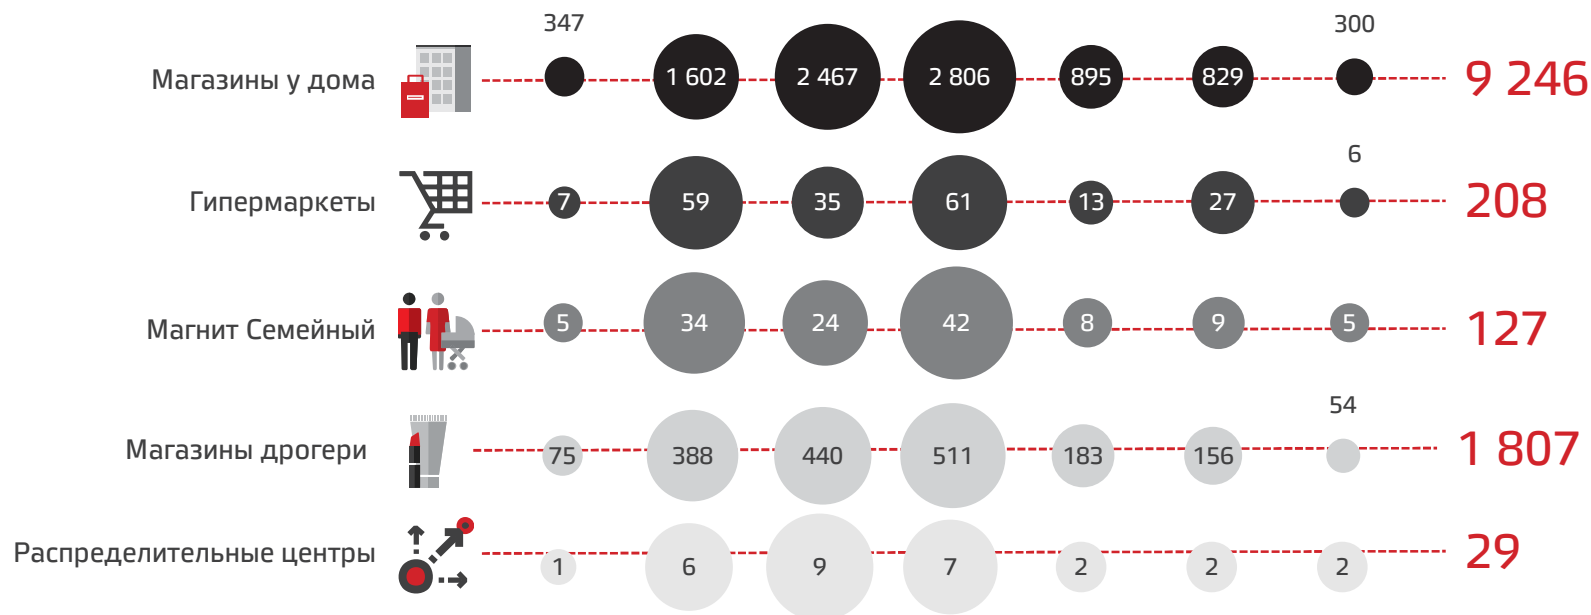 347 300
Магазины у дома 1 602 2 467 2 806 895 829 9 246
6
Гипермаркеты 7 59 35 61 13 27 208
Магнит Семейный 5 34 24 42 8 9 5 127
54
Магазины дрогери 75 388 440 511 183 156 1 807
Распределительные центры 1 6 9 7 2 2 2 29